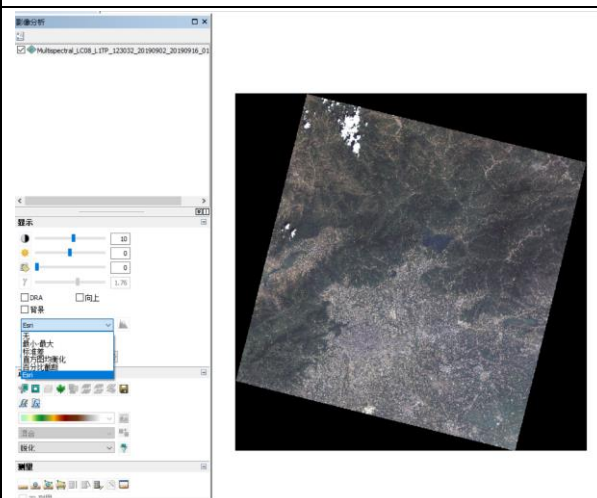 影像分析
Multispectral_LC08_L1TP_123032_20190902_20190916_01
显示
10
0
0
γ
1.76
DRA
向上
背景
Esri
无
最小-最大
标准差
直方图均衡化
百分比截断
Esri
混合
锐化
测量